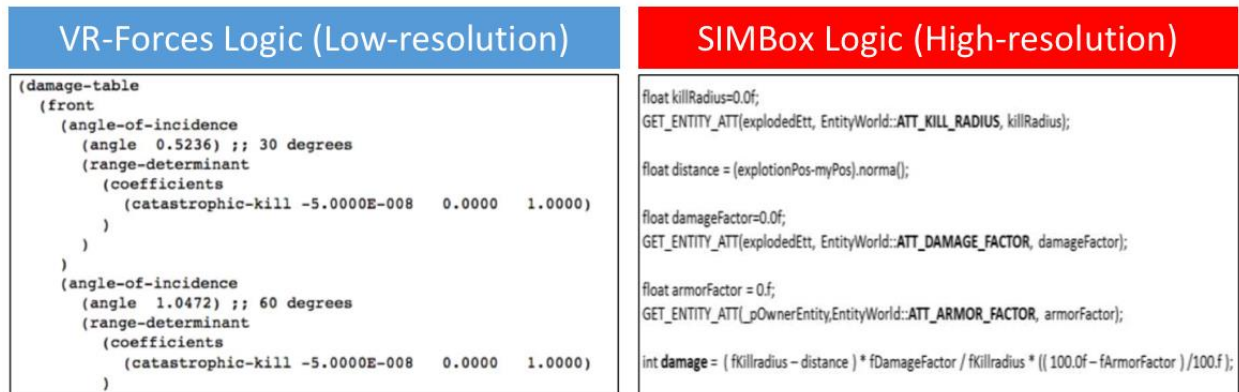 VR-Forces Logic (Low-resolution)
(damage-table
(front
(angle-of-incidence
(angle 0.5236) ;; 30 degrees
(range-determinant
(coefficients
(catastrophic-kill -5.0000E-008 0.0000 1.0000)
)
)
)
(angle-of-incidence
(angle 1.0472) ;; 60 degrees
(range-determinant
(coefficients
(catastrophic-kill -5.0000E-008 0.0000 1.0000)
)
SIMBox Logic (High-resolution)
float killRadius=0.0f;
GET_ENTITY_ATT(explodedEtt, EntityWorld::ATT_KILL_RADIUS, killRadius);
float distance = (explotionPos-myPos).norma();
float damageFactor=0.0f;
GET_ENTITY_ATT(explodedEtt, EntityWorld::ATT_DAMAGE_FACTOR, damageFactor);
float armorFactor = 0.f;
GET_ENTITY_ATT(_pOwnerEntity,EntityWorld::ATT_ARMOR_FACTOR, armorFactor);
int damage = ( fKillradius – distance ) * fDamageFactor / fKillradius * (( 100.0f – fArmorFactor ) /100.f );